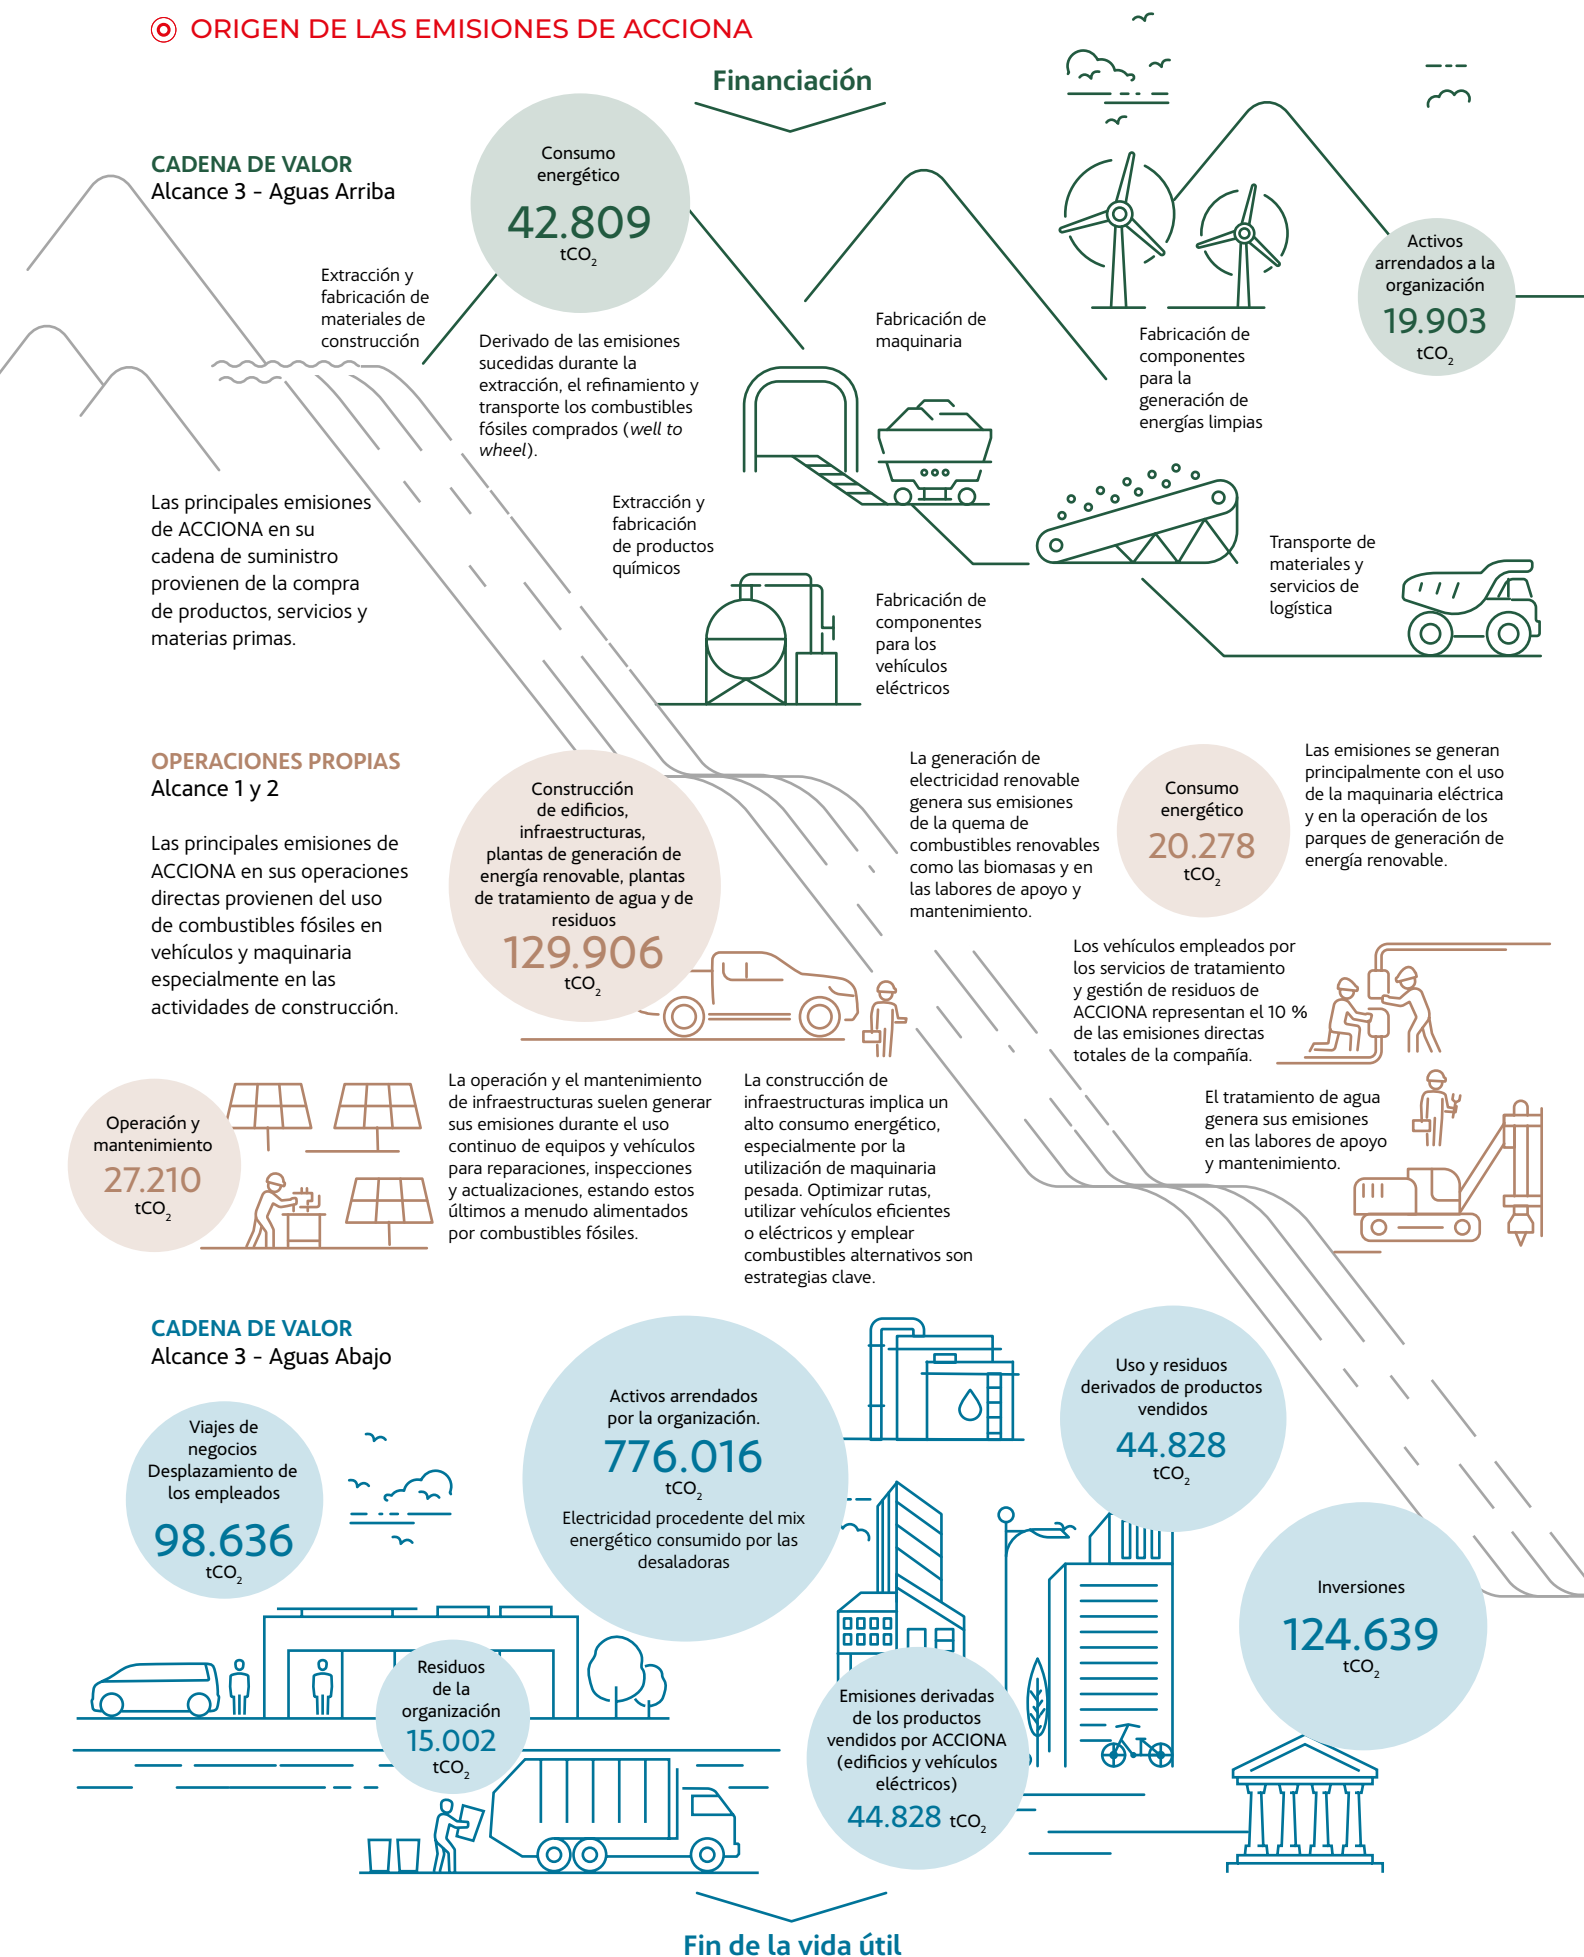 ORIGEN DE LAS EMISIONES DE ACCIONA
Financiación
CADENA DE VALOR
Alcance 3 - Aguas Arriba
Consumo
energético
42.809
tCO2
Activos
arrendados a la
organización
19.903
tCO2
Extracción y
fabricación de
materiales de
construcción
Derivado de las emisiones
sucedidas durante la
extracción, el refinamiento y
transporte los combustibles
fósiles comprados (well to
wheel).
Fabricación de
maquinaria
Fabricación de
componentes
para la
generación de
energías limpias
Las principales emisiones
de ACCIONA en su
cadena de suministro
provienen de la compra
de productos, servicios y
materias primas.
Extracción y
fabricación
de productos
químicos
Fabricación de
componentes
para los
vehículos
eléctricos
Transporte de
materiales y
servicios de
logística
OPERACIONES PROPIAS
Alcance 1 y 2
Las principales emisiones de
ACCIONA en sus operaciones
directas provienen del uso
de combustibles fósiles en
vehículos y maquinaria
especialmente en las
actividades de construcción.
Construcción
de edificios,
infraestructuras,
plantas de generación de
energía renovable, plantas
de tratamiento de agua y de
residuos
129.906
tCO2
La generación de
electricidad renovable
genera sus emisiones
de la quema de
combustibles renovables
como las biomasas y en
las labores de apoyo y
mantenimiento.
Consumo
energético
20.278
tCO2
Las emisiones se generan
principalmente con el uso
de la maquinaria eléctrica
y en la operación de los
parques de generación de
energía renovable.
Los vehículos empleados por
los servicios de tratamiento
y gestión de residuos de
ACCIONA representan el 10 %
de las emisiones directas
totales de la compañía.
Operación y
mantenimiento
27.210
tCO2
La operación y el mantenimiento
de infraestructuras suelen generar
sus emisiones durante el uso
continuo de equipos y vehículos
para reparaciones, inspecciones
y actualizaciones, estando estos
últimos a menudo alimentados
por combustibles fósiles.
La construcción de
infraestructuras implica un
alto consumo energético,
especialmente por la
utilización de maquinaria
pesada. Optimizar rutas,
utilizar vehículos eficientes
o eléctricos y emplear
combustibles alternativos son
estrategias clave.
El tratamiento de agua
genera sus emisiones
en las labores de apoyo
y mantenimiento.
CADENA DE VALOR
Alcance 3 - Aguas Abajo
Viajes de
negocios
Desplazamiento de
los empleados
98.636
tCO2
Activos arrendados
por la organización.
776.016
tCO2
Electricidad procedente del mix
energético consumido por las
desaladoras
Uso y residuos
derivados de productos
vendidos
44.828
tCO2
Inversiones
124.639
tCO2
Residuos
de la
organización
15.002
tCO2
Emisiones derivadas
de los productos
vendidos por ACCIONA
(edificios y vehículos
eléctricos)
44.828 tCO2
Fin de la vida útil